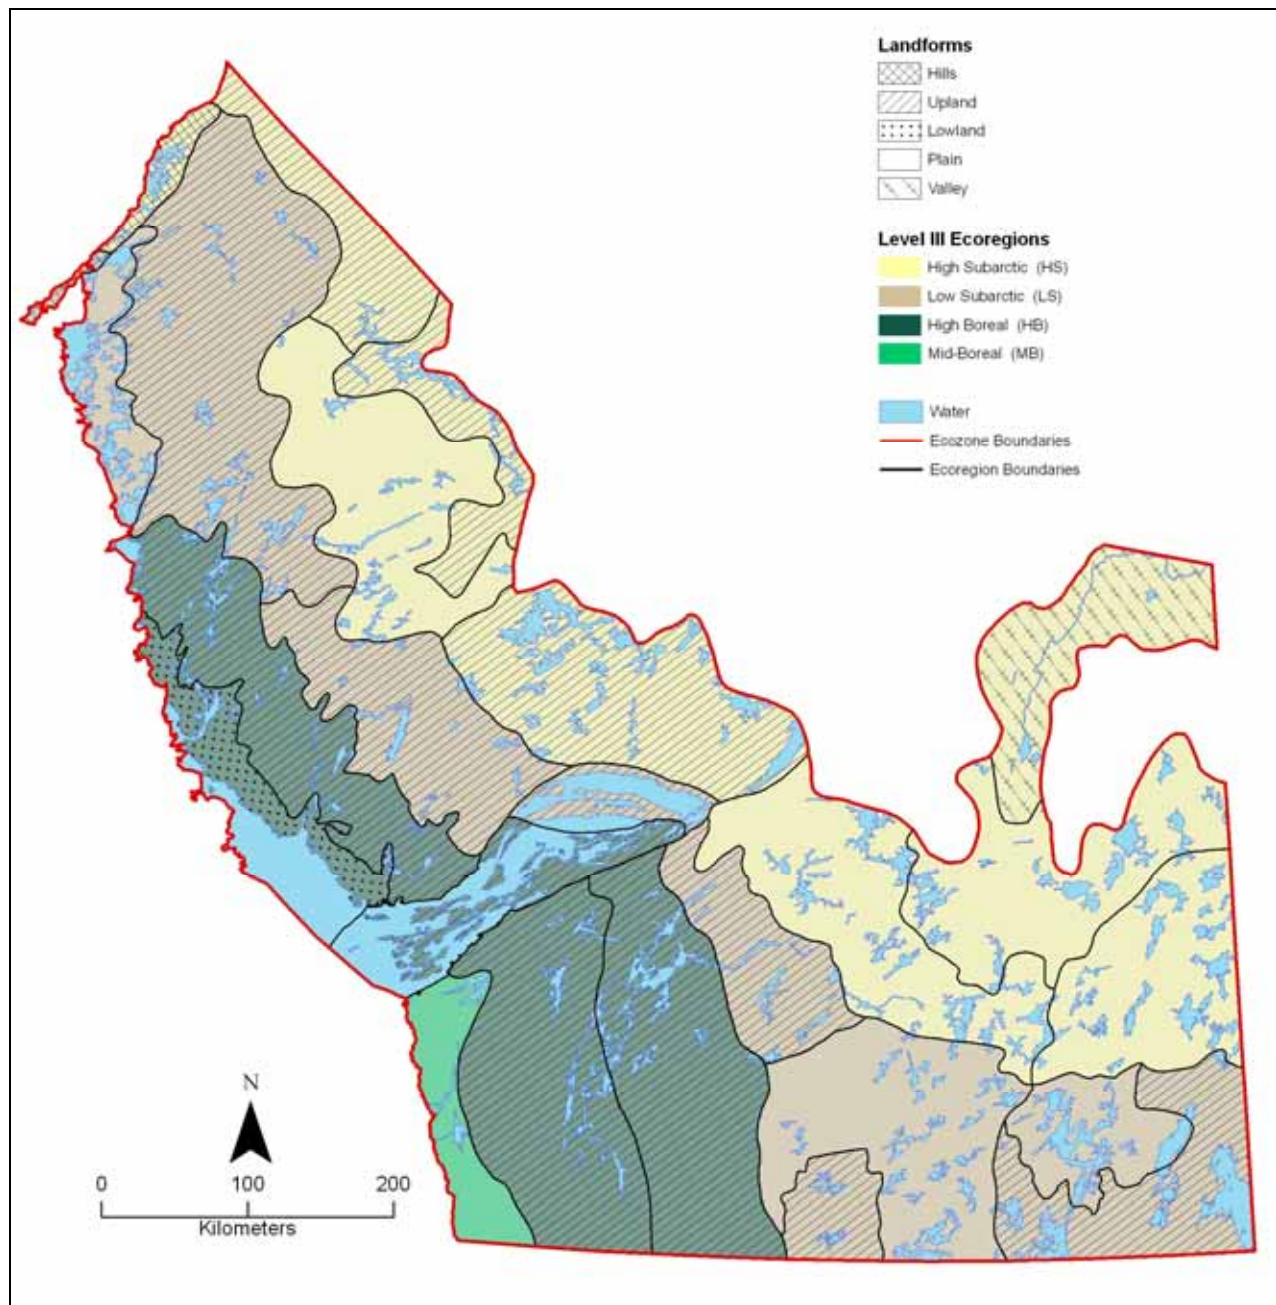 Landforms
Hills
Upland
Lowland
Plain
Valley
Level III Ecoregions
High Subarctic (HS)
Low Subarctic (LS)
High Boreal (HB)
Mid-Boreal (MB)
Water
Ecozone Boundaries
Ecoregion Boundaries
N
0 100 200
Kilometers